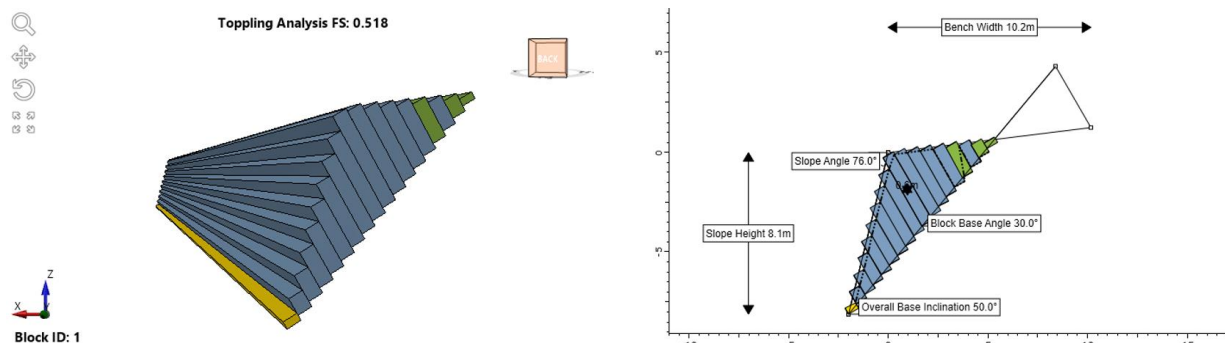 Toppling Analysis FS: 0.518
BACK
X
Z
Block ID: 1
Bench Width 10.2m
5
0
-5
Slope Angle 76.0°
Block Base Angle 30.0°
Slope Height 8.1m
Overall Base Inclination 50.0°